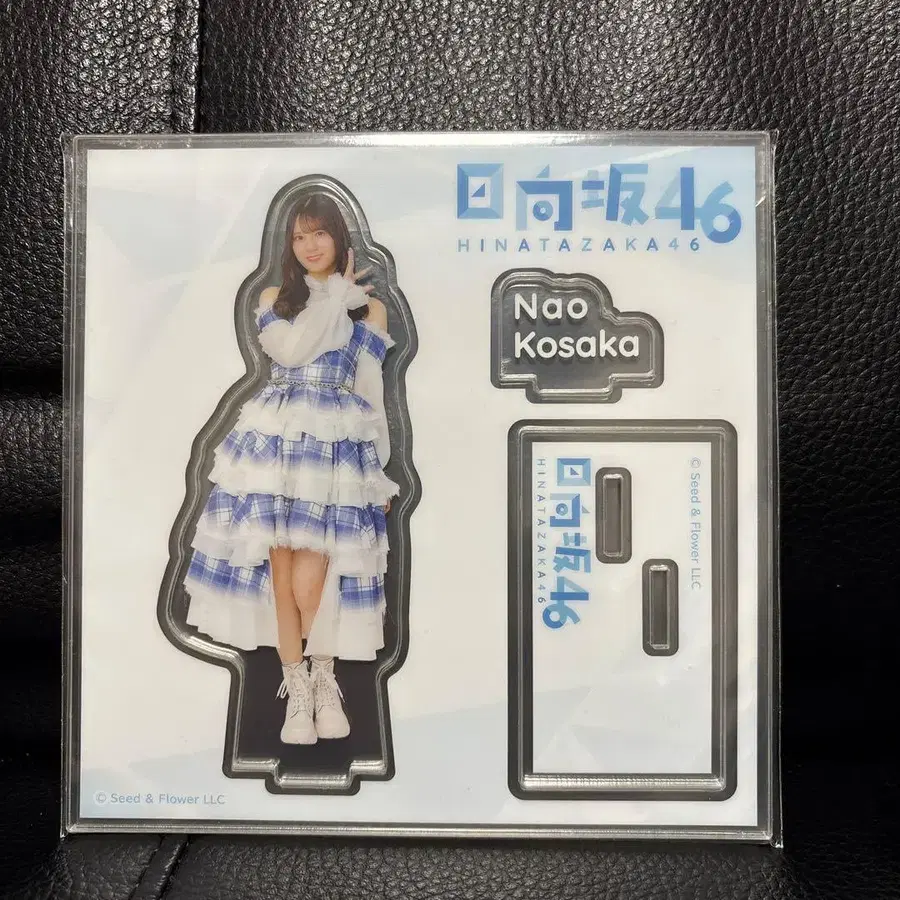 日向坂46
HINATAZAKA46
Nao
Kosaka
日向坂46
HINATAZAKA46
© Seed & Flower LLC
© Seed & Flower LLC